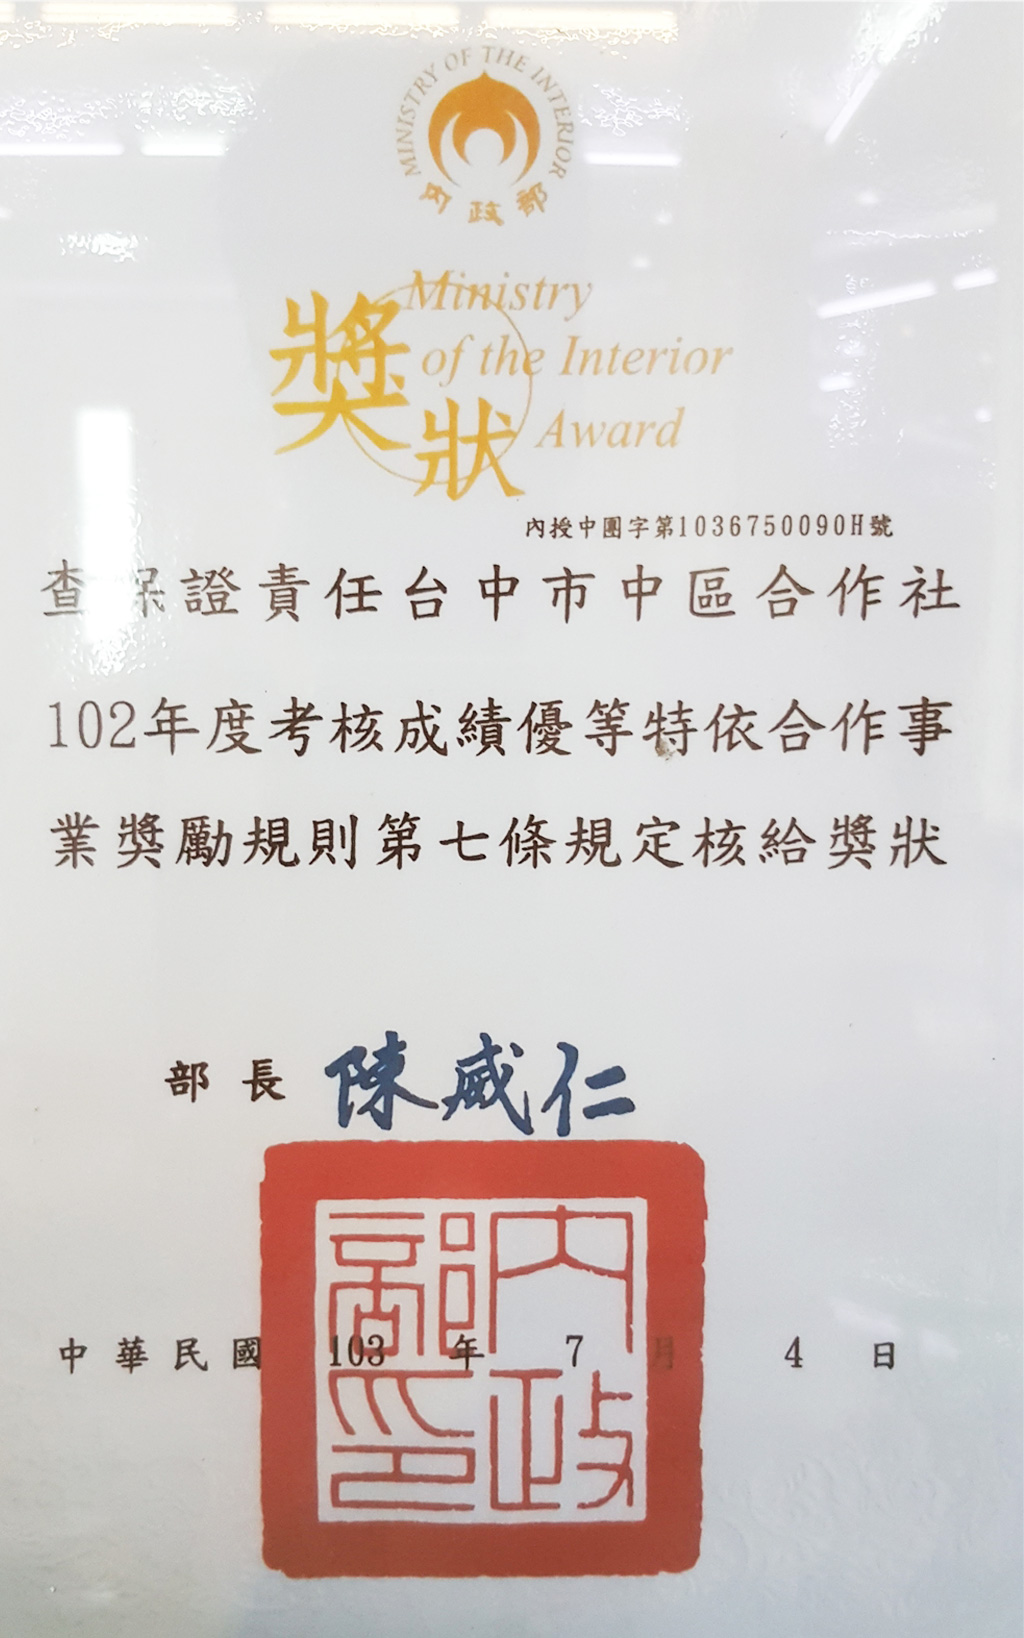 MINISTRY OF THE INTERIOR
內政部
獎狀
Ministry
of the Interior
Award
內授中團字第1036750090H號
查保證責任台中市中區合作社
102年度考核成績優等特依合作事
業獎勵規則第七條規定核給獎狀
部長 陳威仁
內政部印
中華民國 103 年 7 月 4 日